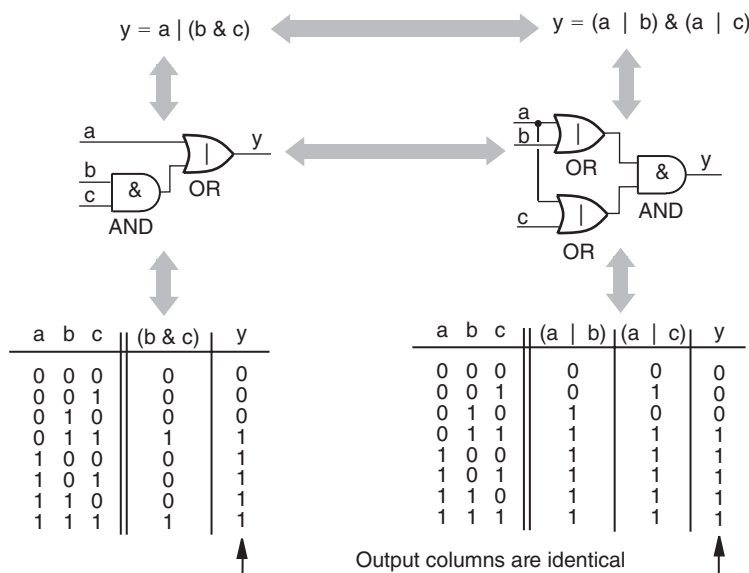 y = a | (b & c)
y = (a | b) & (a | c)
a
b
c
&
AND
|
OR
y
a
b
|
OR
c
|
OR
&
AND
y
a b c (b & c) y
0 0 0 0 0
0 0 1 0 0
0 1 0 0 0
0 1 1 1 1
1 0 0 0 1
1 0 1 0 1
1 1 0 0 1
1 1 1 1 1
a b c (a | b) (a | c) y
0 0 0 0 0 0
0 0 1 0 1 0
0 1 0 1 0 0
0 1 1 1 1 1
1 0 0 1 1 1
1 0 1 1 1 1
1 1 0 1 1 1
1 1 1 1 1 1
Output columns are identical